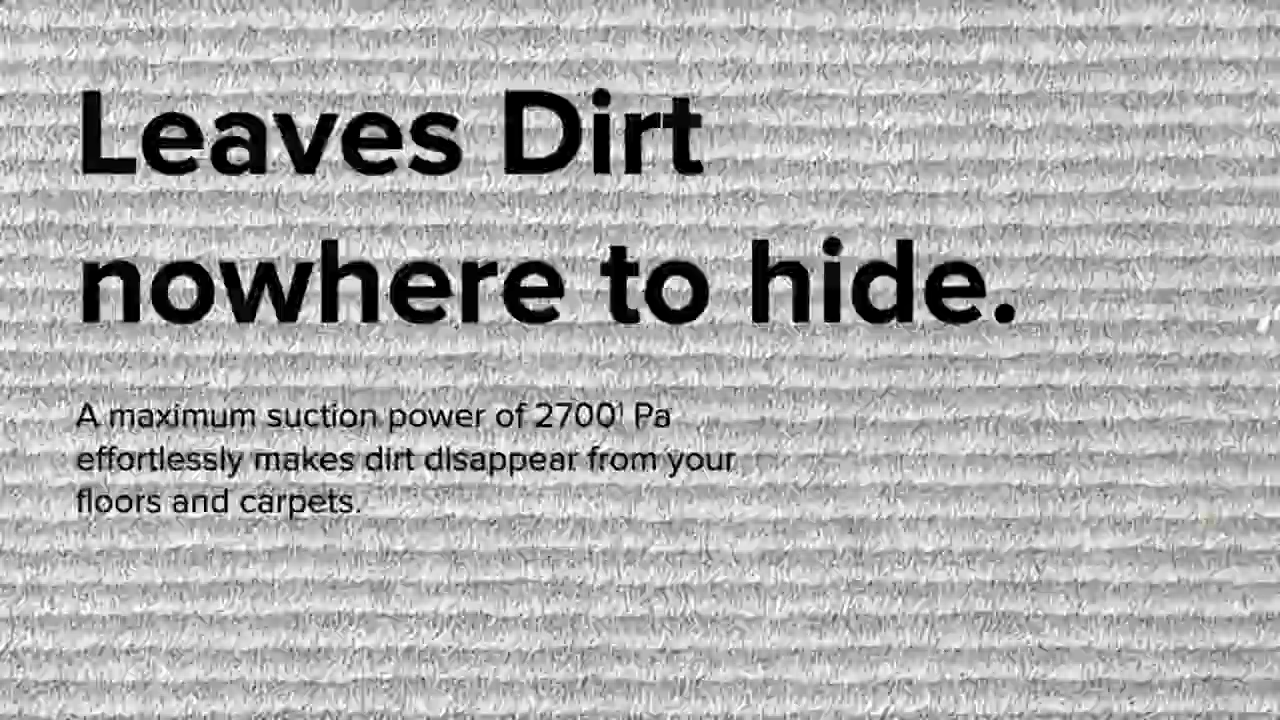 Leaves Dirt
nowhere to hide.
A maximum suction power of 2700¹ Pa
effortlessly makes dirt disappear from your
floors and carpets.